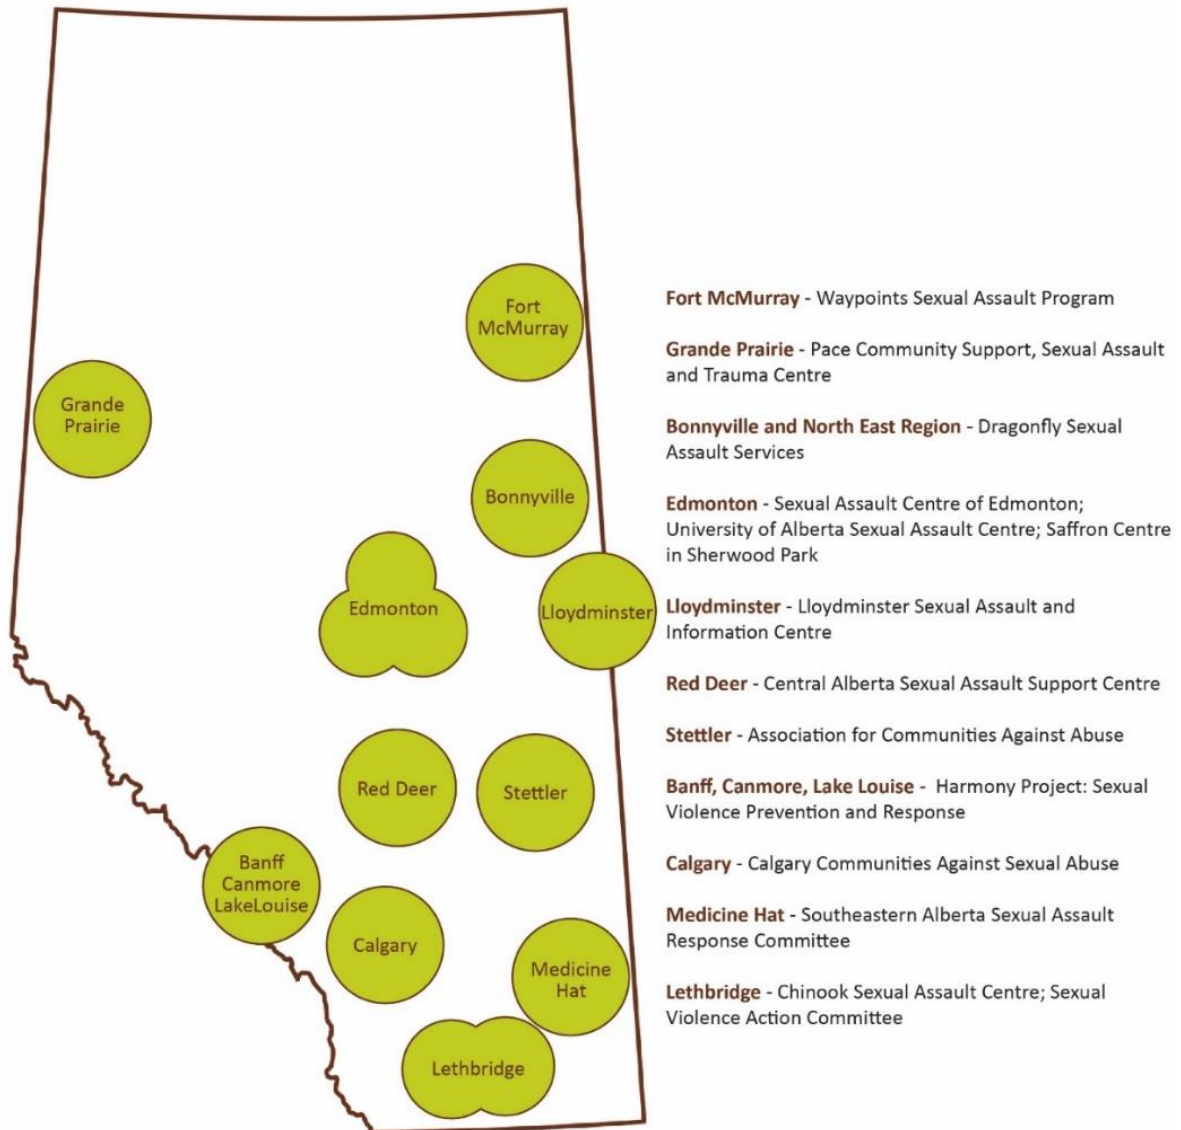 Fort
McMurray
Grande
Prairie
Bonnyville
Edmonton
Lloydminster
Red Deer
Stettler
Banff
Canmore
LakeLouise
Calgary
Medicine
Hat
Lethbridge
Fort McMurray - Waypoints Sexual Assault Program
Grande Prairie - Pace Community Support, Sexual Assault
and Trauma Centre
Bonnyville and North East Region - Dragonfly Sexual
Assault Services
Edmonton - Sexual Assault Centre of Edmonton;
University of Alberta Sexual Assault Centre; Saffron Centre
in Sherwood Park
Lloydminster - Lloydminster Sexual Assault and
Information Centre
Red Deer - Central Alberta Sexual Assault Support Centre
Stettler - Association for Communities Against Abuse
Banff, Canmore, Lake Louise - Harmony Project: Sexual
Violence Prevention and Response
Calgary - Calgary Communities Against Sexual Abuse
Medicine Hat - Southeastern Alberta Sexual Assault
Response Committee
Lethbridge - Chinook Sexual Assault Centre; Sexual
Violence Action Committee